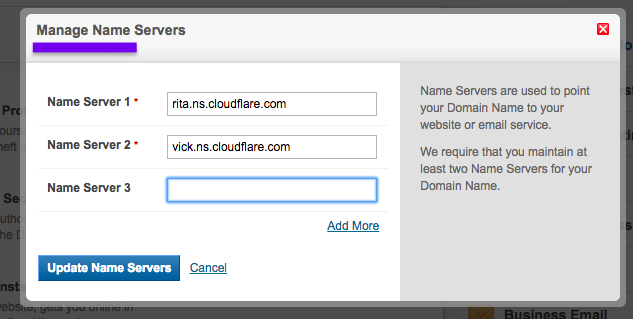 Manage Name Servers
Name Server 1 *
rita.ns.cloudflare.com
Name Server 2 *
vick.ns.cloudflare.com
Name Server 3
Add More
Update Name Servers
Cancel
Name Servers are used to point
your Domain Name to your
website or email service.
We require that you maintain at
least two Name Servers for your
Domain Name.
Business Email